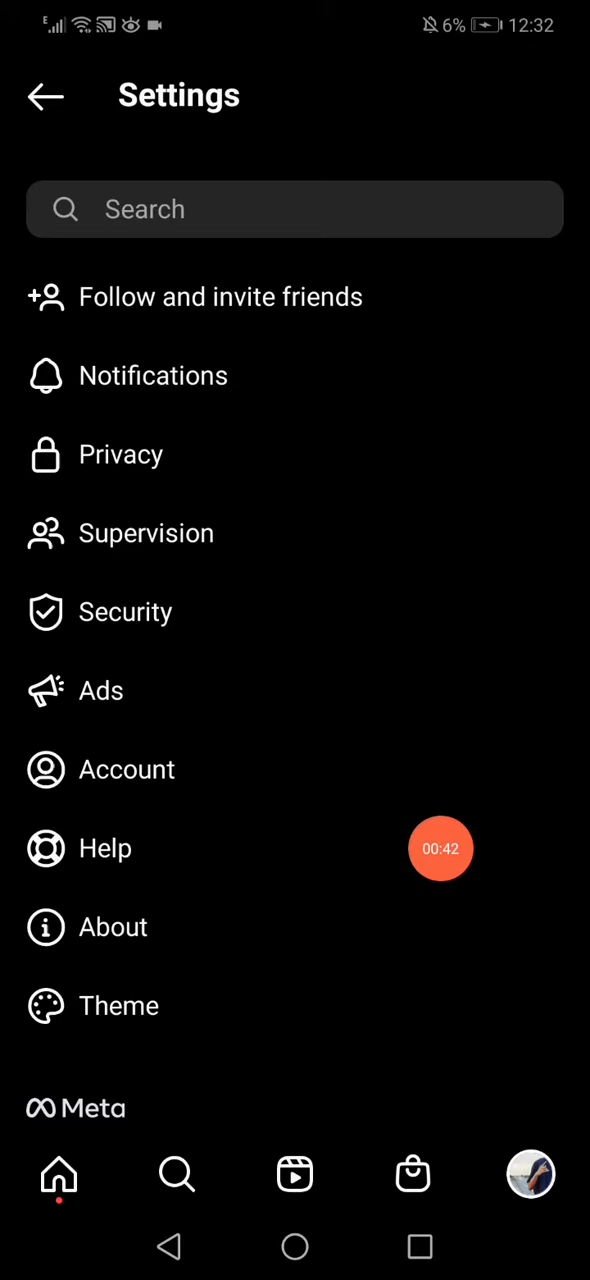 E 6% 12:32
Settings
Search
Follow and invite friends
Notifications
Privacy
Supervision
Security
Ads
Account
Help
00:42
About
Theme
Meta